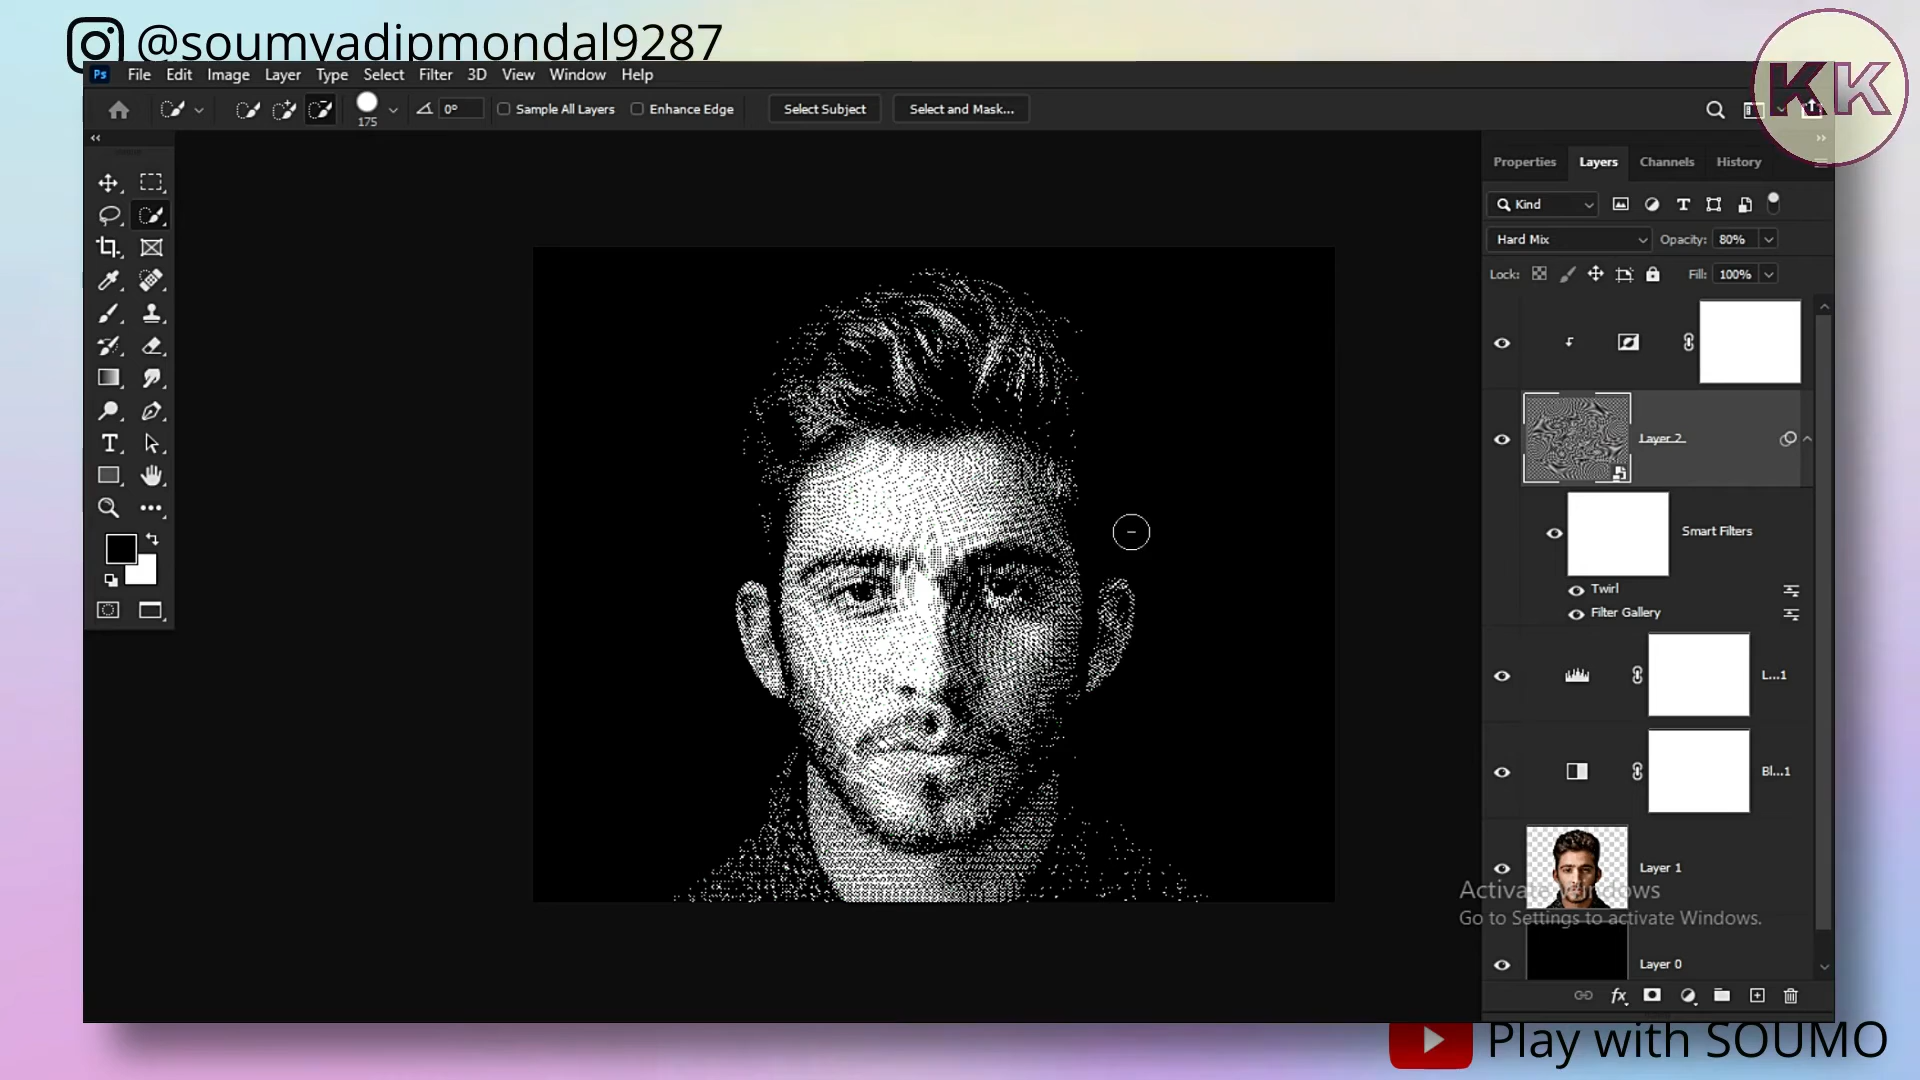 @soumyadipmondal9287
KK
Ps File Edit Image Layer Type Select Filter 3D View Window Help
175
0°
Sample All Layers
Enhance Edge
Select Subject
Select and Mask...
Properties Layers Channels History
Kind
Hard Mix Opacity: 80%
Lock: Fill: 100%
Layer 2
Smart Filters
Twirl
Filter Gallery
L...1
Bl...1
Layer 1
Activate Windows
Go to Settings to activate Windows.
Layer 0
fx
Play with SOUMO